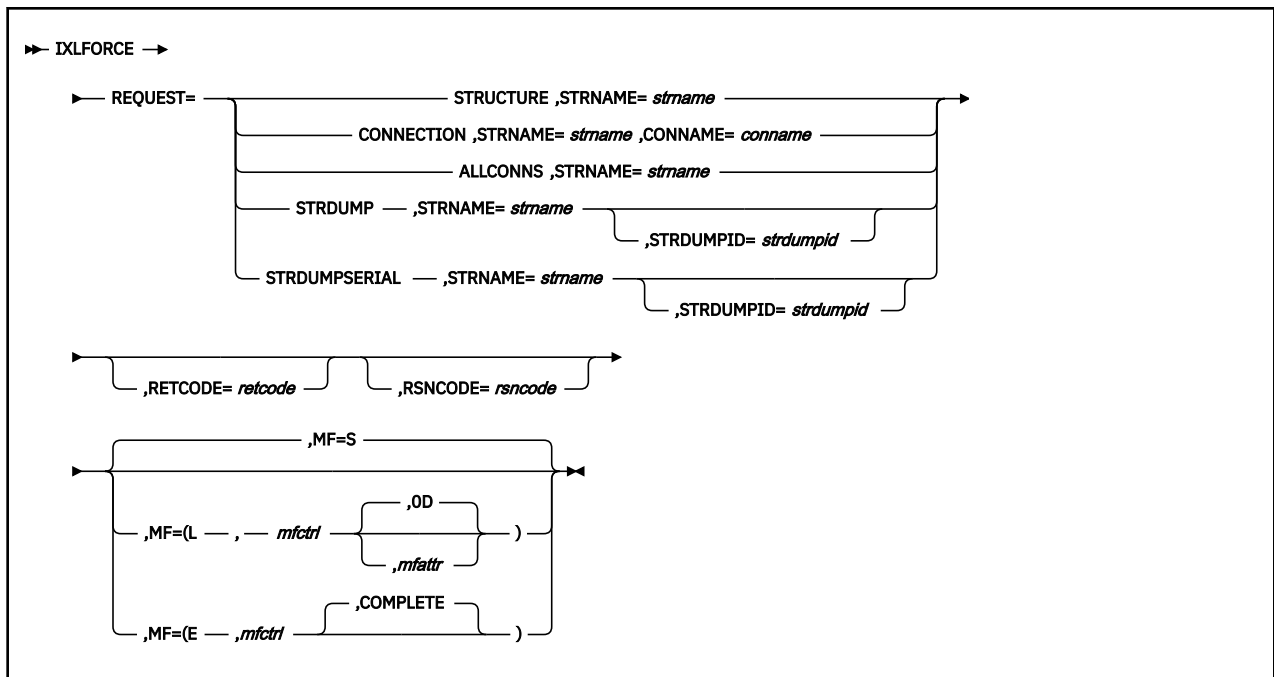 IXLFORCE
REQUEST= STRUCTURE ,STRNAME= strname
CONNECTION ,STRNAME= strname ,CONNAME= conname
ALLCONNS ,STRNAME= strname
STRDUMP ,STRNAME= strname
,STRDUMPID= strdumpid
STRDUMPSERIAL ,STRNAME= strname
,STRDUMPID= strdumpid
,RETCODE= retcode ,RSNCODE= rsncode
,MF=S
,0D
,MF=(L , mfctrl )
,mfattr
,COMPLETE
,MF=(E ,mfctrl )